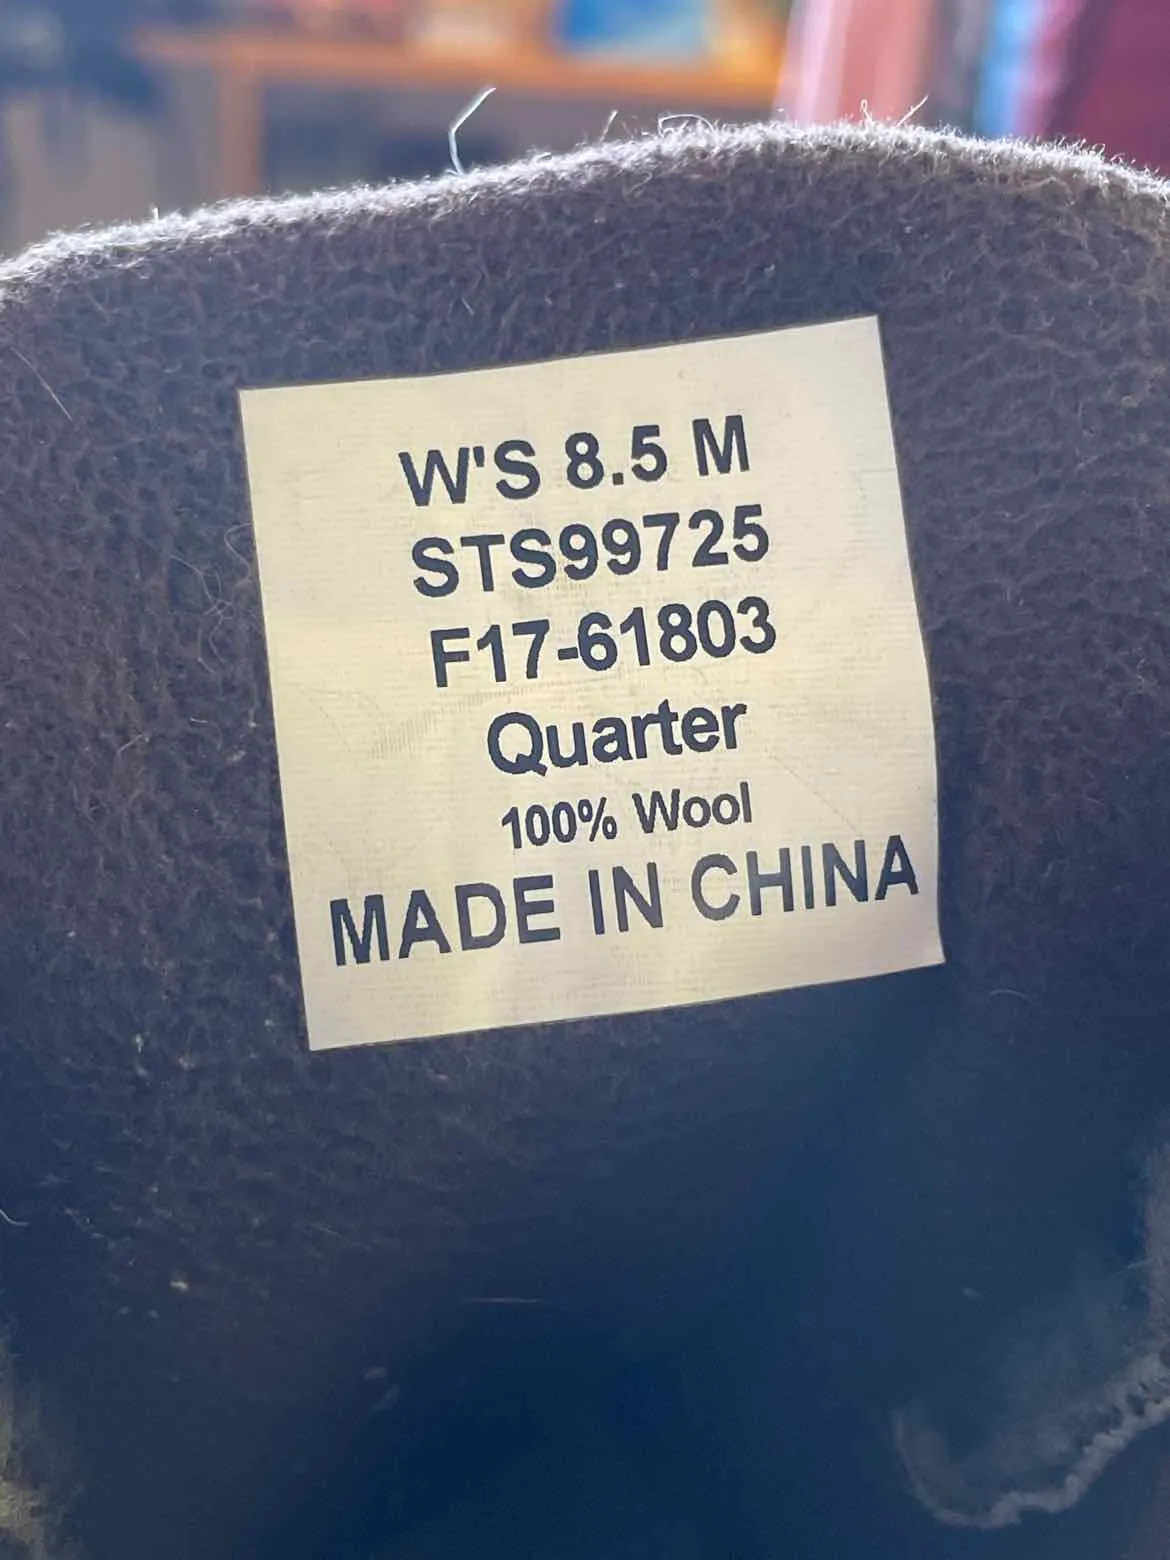 W'S 8.5 M
STS99725
F17-61803
Quarter
100% Wool
MADE IN CHINA